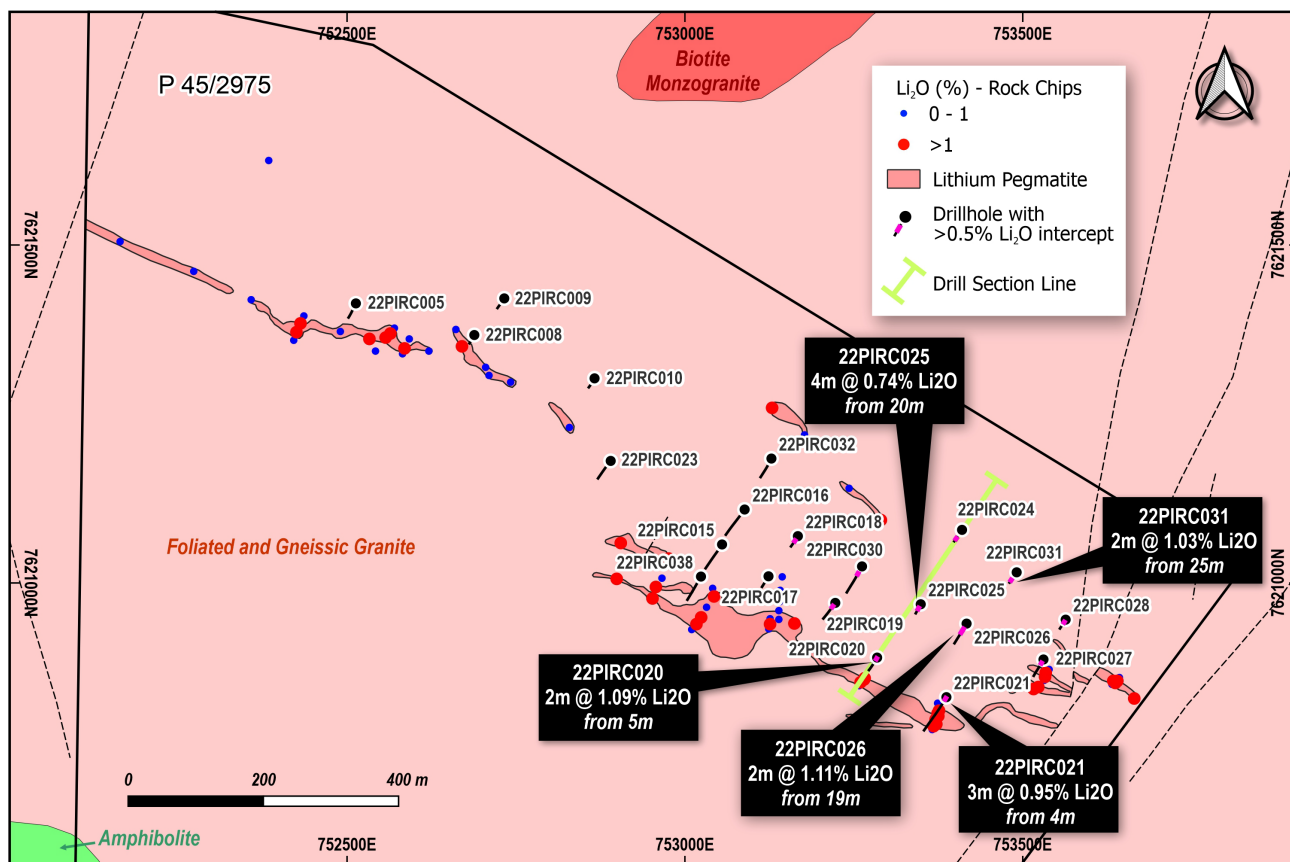 752500E
753000E
753500E
P 45/2975
Biotite
Monzogranite
Li₂O (%) - Rock Chips
0 - 1
>1
Lithium Pegmatite
Drillhole with
>0.5% Li₂O intercept
Drill Section Line
7621500N
7621500N
22PIRC005
22PIRC009
22PIRC008
22PIRC010
22PIRC025
4m @ 0.74% Li2O
from 20m
22PIRC023
22PIRC032
22PIRC016
22PIRC015
22PIRC018
22PIRC024
22PIRC031
2m @ 1.03% Li2O
from 25m
Foliated and Gneissic Granite
22PIRC038
22PIRC030
22PIRC031
7621000N
7621000N
22PIRC017
22PIRC025
22PIRC028
22PIRC019
22PIRC026
22PIRC020
22PIRC027
22PIRC021
22PIRC020
2m @ 1.09% Li2O
from 5m
22PIRC026
2m @ 1.11% Li2O
from 19m
22PIRC021
3m @ 0.95% Li2O
from 4m
0
200
400 m
Amphibolite
752500E
753000E
753500E